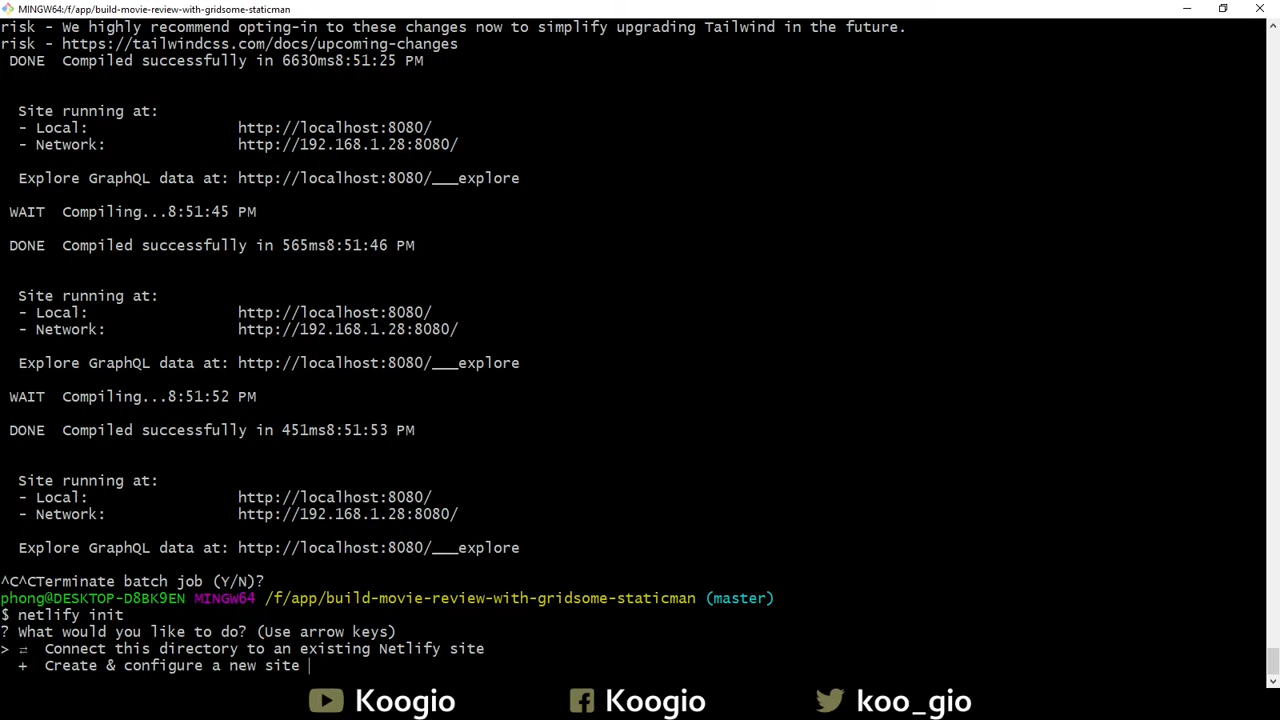 MINGW64:/f/app/build-movie-review-with-gridsome-staticman
risk - We highly recommend opting-in to these changes now to simplify upgrading Tailwind in the future.
risk - https://tailwindcss.com/docs/upcoming-changes
DONE  Compiled successfully in 6630ms8:51:25 PM
Site running at:
- Local:                 http://localhost:8080/
- Network:               http://192.168.1.28:8080/
Explore GraphQL data at: http://localhost:8080/___explore
WAIT  Compiling...8:51:45 PM
DONE  Compiled successfully in 565ms8:51:46 PM
Site running at:
- Local:                 http://localhost:8080/
- Network:               http://192.168.1.28:8080/
Explore GraphQL data at: http://localhost:8080/___explore
WAIT  Compiling...8:51:52 PM
DONE  Compiled successfully in 451ms8:51:53 PM
Site running at:
- Local:                 http://localhost:8080/
- Network:               http://192.168.1.28:8080/
Explore GraphQL data at: http://localhost:8080/___explore
^C^CTerminate batch job (Y/N)?
phong@DESKTOP-D8BK9EN MINGW64 /f/app/build-movie-review-with-gridsome-staticman (master)
$ netlify init
? What would you like to do? (Use arrow keys)
> ⇄  Connect this directory to an existing Netlify site
+  Create & configure a new site
Koogio Koogio koo_gio